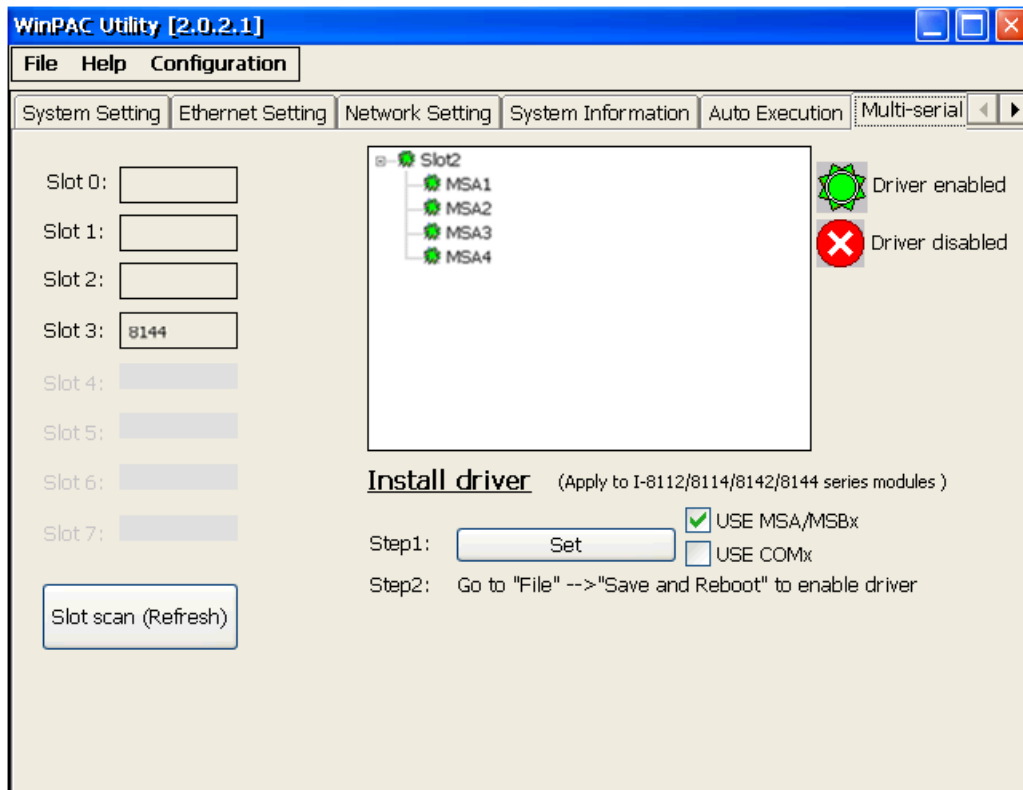 WinPAC Utility [2.0.2.1]
File Help Configuration
System Setting Ethernet Setting Network Setting System Information Auto Execution Multi-serial
Slot 0:
Slot 1:
Slot 2:
Slot 3: 8144
Slot 4:
Slot 5:
Slot 6:
Slot 7:
Slot scan (Refresh)
Slot2
MSA1
MSA2
MSA3
MSA4
Driver enabled
Driver disabled
Install driver (Apply to I-8112/8114/8142/8144 series modules )
Step1: Set
USE MSA/MSBx
USE COMx
Step2: Go to "File" -->"Save and Reboot" to enable driver